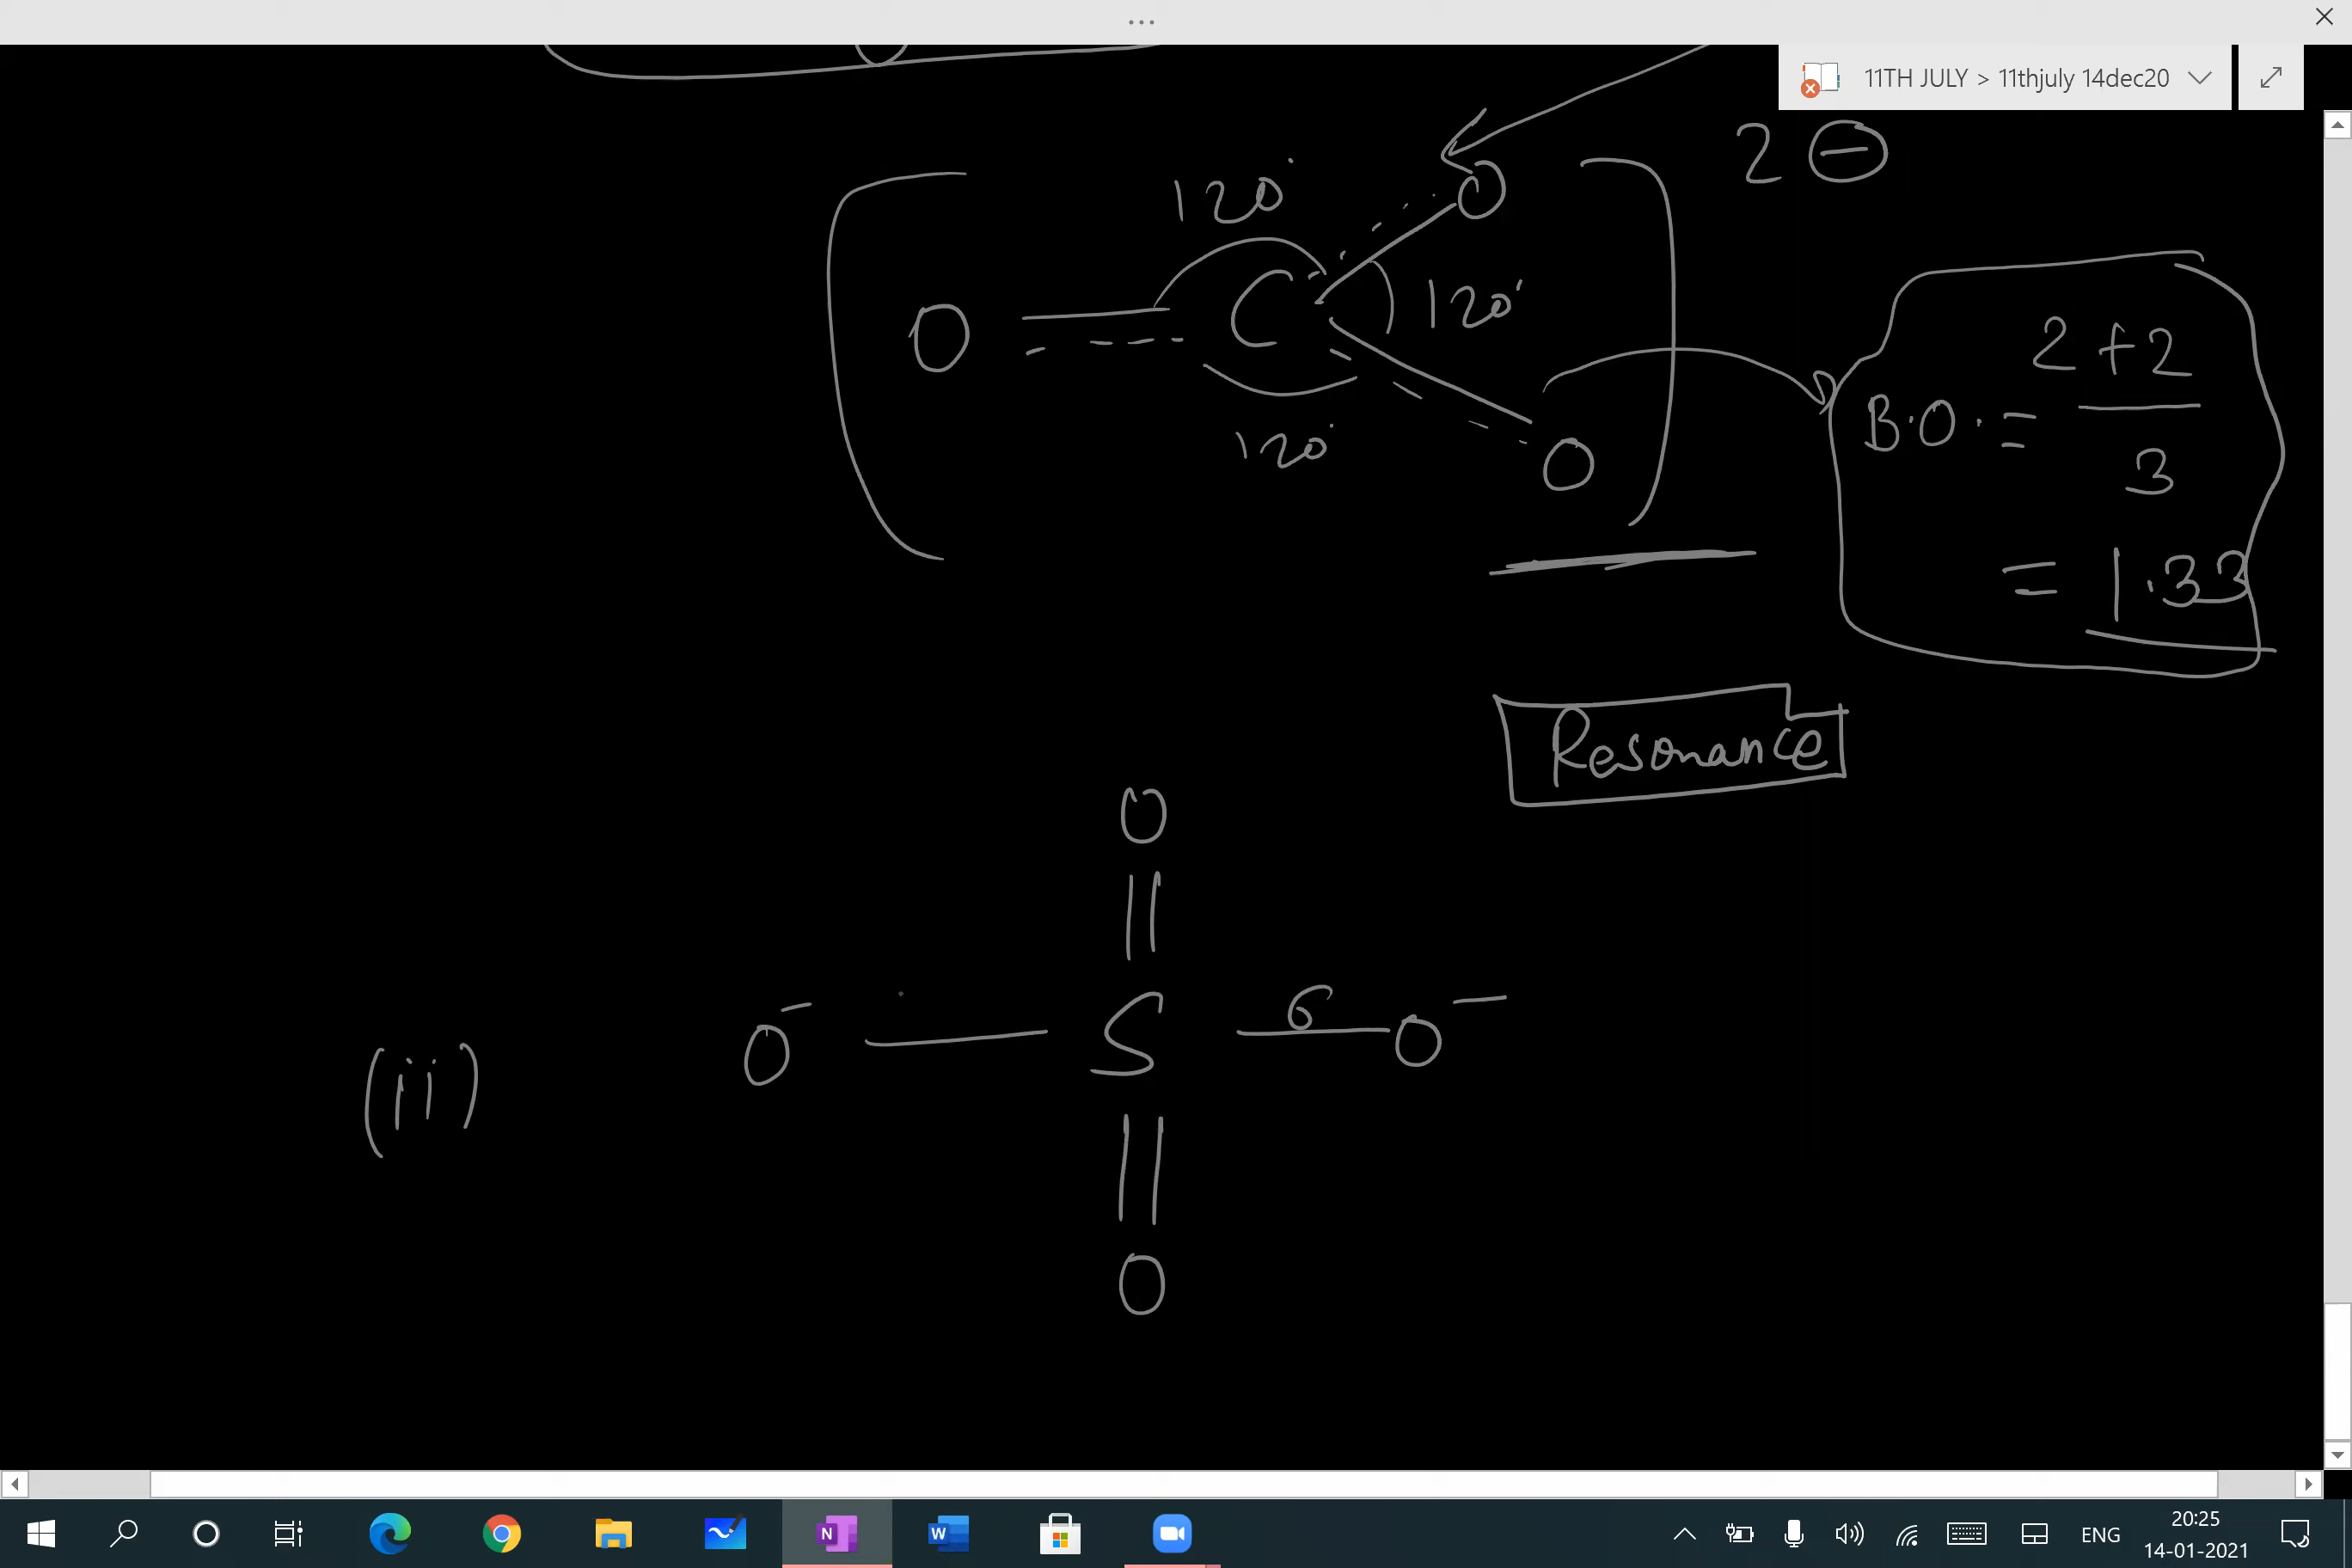 11TH JULY > 11thjuly 14dec20
2 ⊖
120°
O
O C 120°
120° O
B.O. = 2+2
3
= 1.33
Resonance
O
(ii) O⁻ S σ O⁻
O
N
W
ENG
20:25
14-01-2021